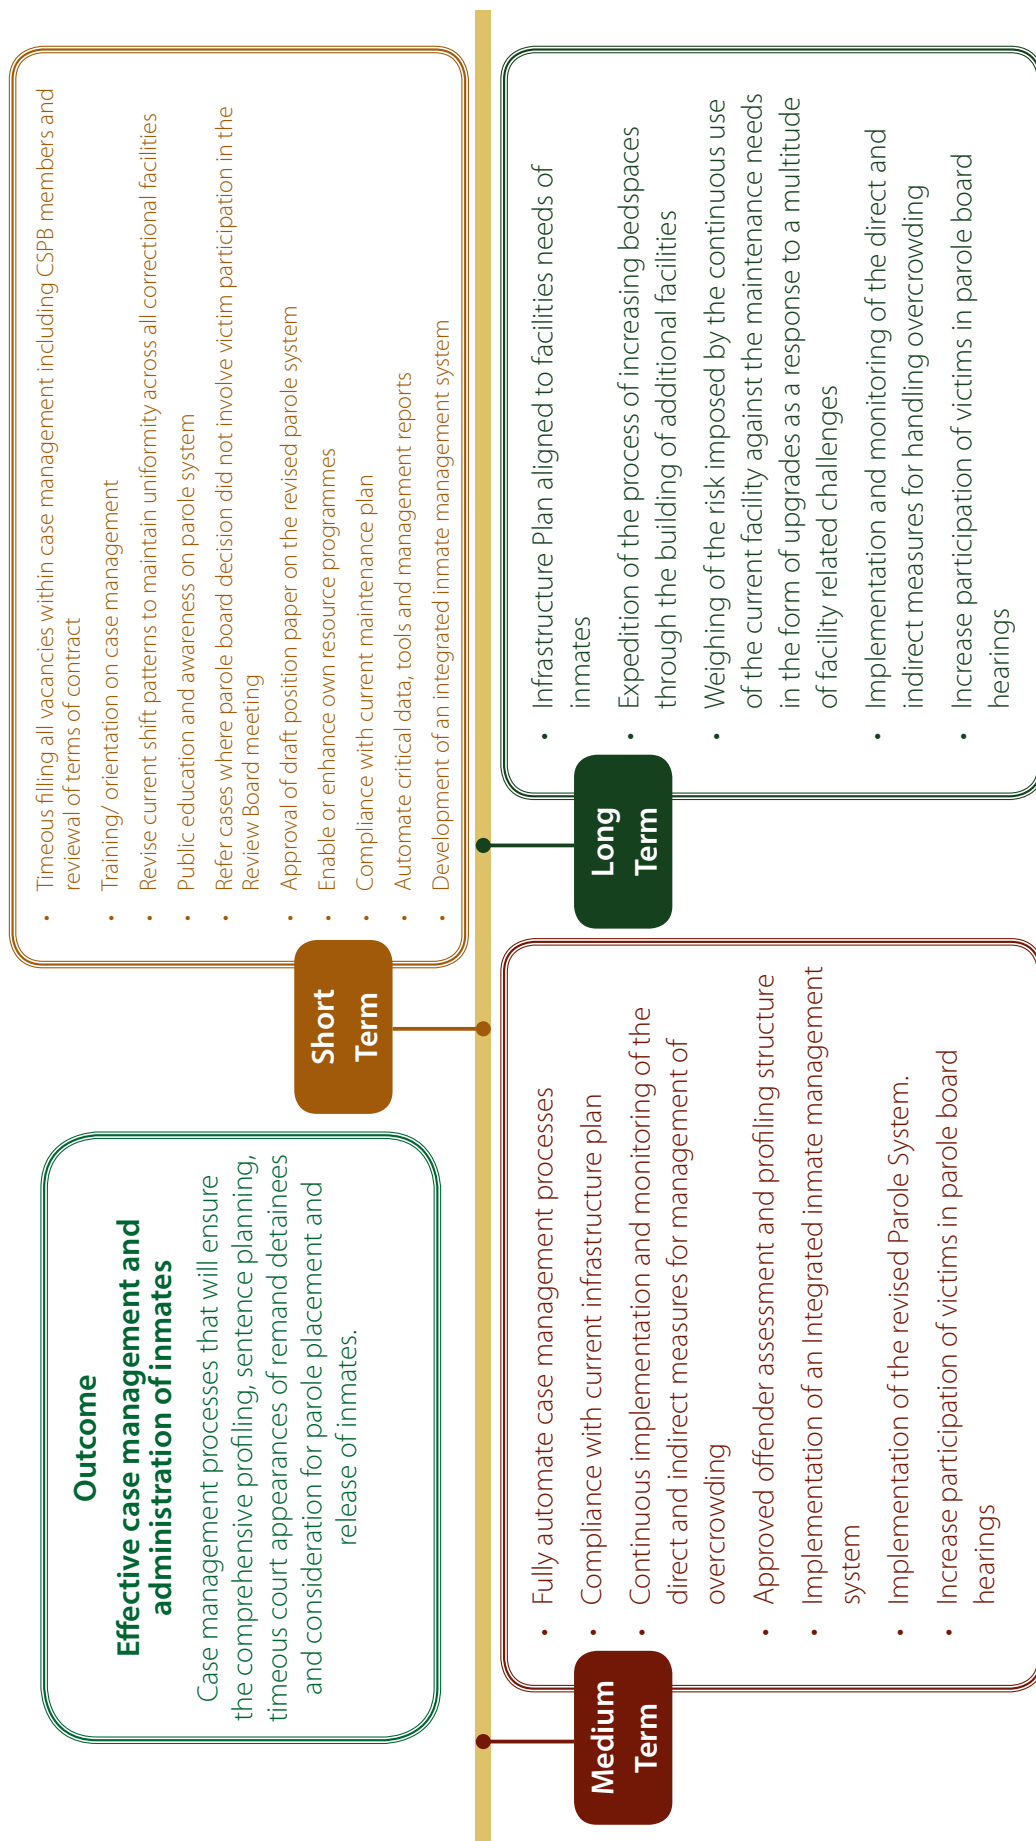 Outcome
Effective case management and
administration of inmates
Case management processes that will ensure
the comprehensive profiling, sentence planning,
timeous court appearances of remand detainees
and consideration for parole placement and
release of inmates.
Short
Term
• Timeous filling all vacancies within case management including CSPB members and
reviewal of terms of contract
• Training/ orientation on case management
• Revise current shift patterns to maintain uniformity across all correctional facilities
• Public education and awareness on parole system
• Refer cases where parole board decision did not involve victim participation in the
Review Board meeting
• Approval of draft position paper on the revised parole system
• Enable or enhance own resource programmes
• Compliance with current maintenance plan
• Automate critical data, tools and management reports
• Development of an integrated inmate management system
Medium
Term
• Fully automate case management processes
• Compliance with current infrastructure plan
• Continuous implementation and monitoring of the
direct and indirect measures for management of
overcrowding
• Approved offender assessment and profiling structure
• Implementation of an Integrated inmate management
system
• Implementation of the revised Parole System.
• Increase participation of victims in parole board
hearings
Long
Term
• Infrastructure Plan aligned to facilities needs of
inmates
• Expedition of the process of increasing bedspaces
through the building of additional facilities
• Weighing of the risk imposed by the continuous use
of the current facility against the maintenance needs
in the form of upgrades as a response to a multitude
of facility related challenges
• Implementation and monitoring of the direct and
indirect measures for handling overcrowding
• Increase participation of victims in parole board
hearings